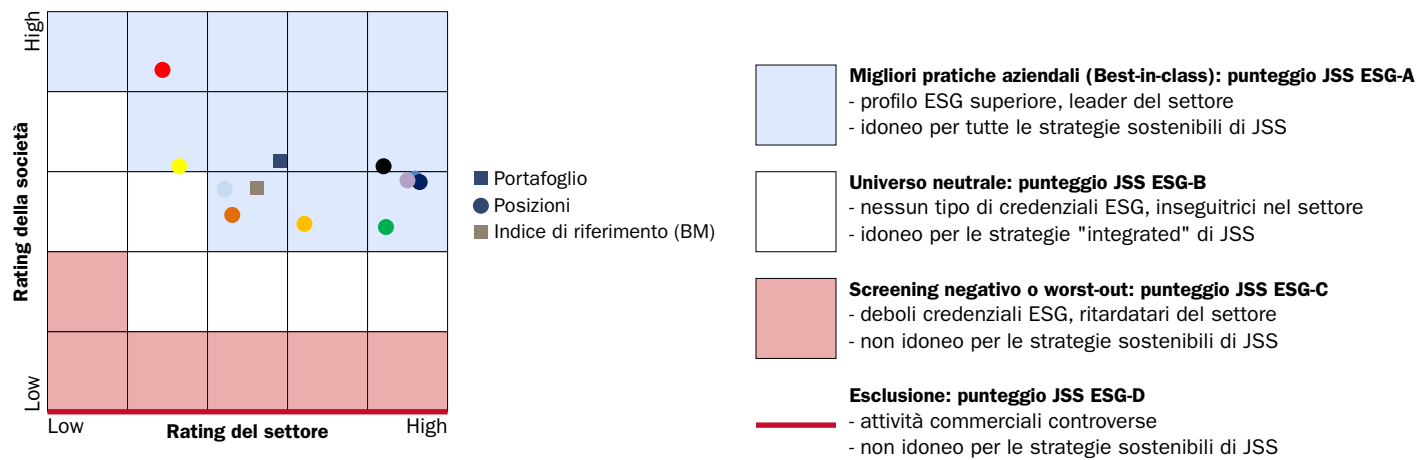 High
Rating della società
Low
Low
Rating del settore
High
Portafoglio
Posizioni
Indice di riferimento (BM)
Migliori pratiche aziendali (Best-in-class): punteggio JSS ESG-A
- profilo ESG superiore, leader del settore
- idoneo per tutte le strategie sostenibili di JSS
Universo neutrale: punteggio JSS ESG-B
- nessun tipo di credenziali ESG, inseguitrici nel settore
- idoneo per le strategie "integrated" di JSS
Screening negativo o worst-out: punteggio JSS ESG-C
- deboli credenziali ESG, ritardatari del settore
- non idoneo per le strategie sostenibili di JSS
Esclusione: punteggio JSS ESG-D
- attività commerciali controverse
- non idoneo per le strategie sostenibili di JSS